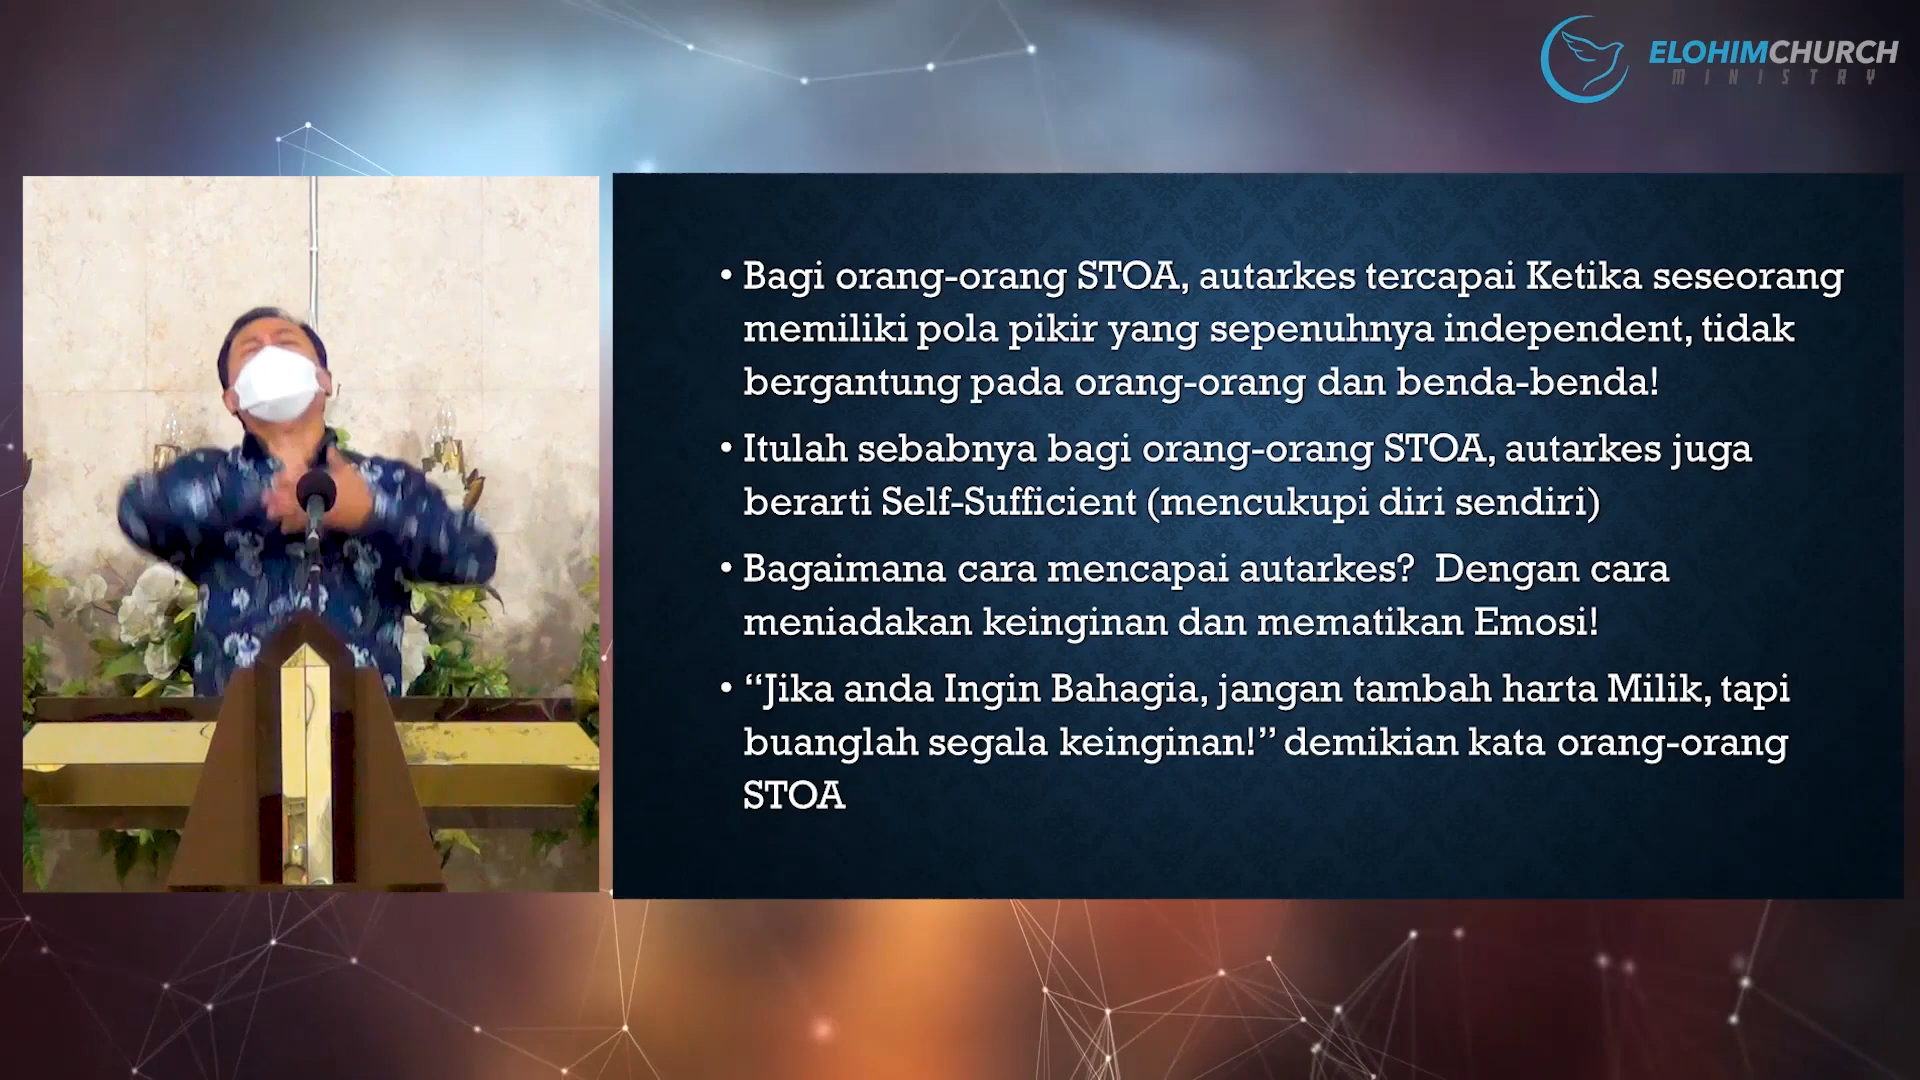 ELOHIMCHURCH
MINISTRY
• Bagi orang-orang STOA, autarkes tercapai Ketika seseorang
memiliki pola pikir yang sepenuhnya independent, tidak
bergantung pada orang-orang dan benda-benda!
• Itulah sebabnya bagi orang-orang STOA, autarkes juga
berarti Self-Sufficient (mencukupi diri sendiri)
• Bagaimana cara mencapai autarkes?  Dengan cara
meniadakan keinginan dan mematikan Emosi!
• “Jika anda Ingin Bahagia, jangan tambah harta Milik, tapi
buanglah segala keinginan!” demikian kata orang-orang
STOA